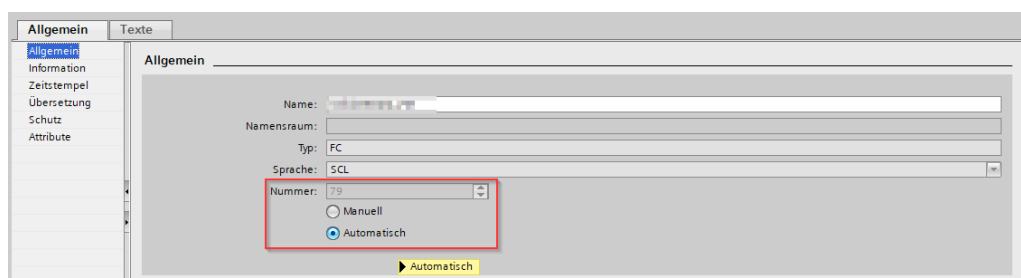 Allgemein Texte
Allgemein
Information
Zeitstempel
Übersetzung
Schutz
Attribute
Allgemein
Name:
Namensraum:
Typ: FC
Sprache: SCL
Nummer: 79
Manuell
Automatisch
Automatisch